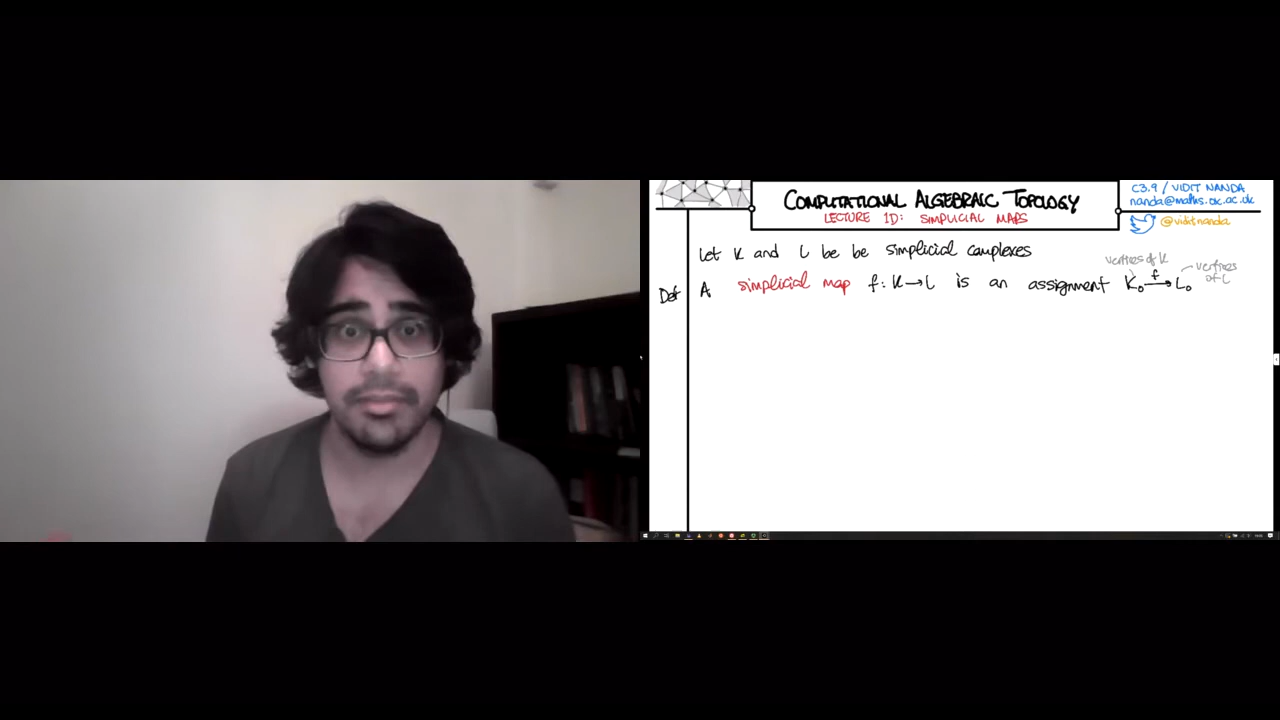 COMPUTATIONAL ALGEBRAIC TOPOLOGY
LECTURE 1D: SIMPLICIAL MAPS
C3.9 / VIDIT NANDA
nanda@maths.ox.ac.uk
@viditnanda
Let K and L be be simplicial complexes
vertices of K
vertices of L
Def A simplicial map f: K→L is an assignment K₀ →f L₀